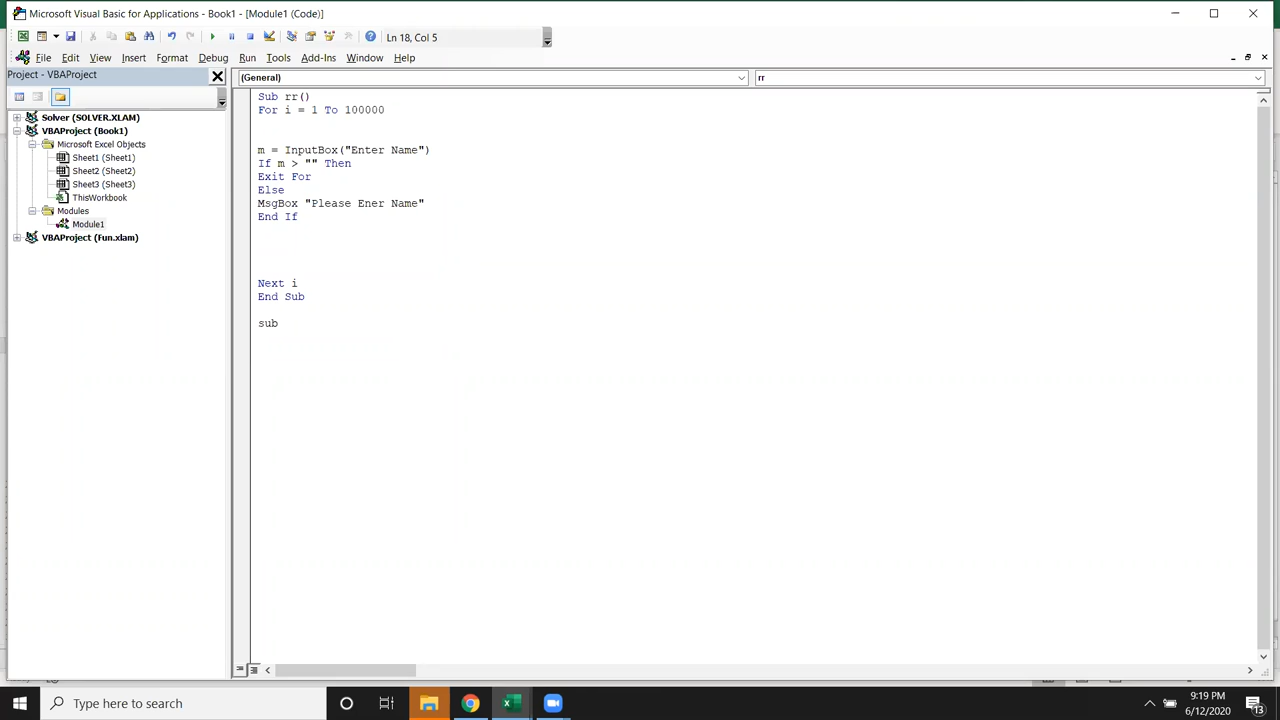 Microsoft Visual Basic for Applications - Book1 - [Module1 (Code)]
Ln 18, Col 5
File Edit View Insert Format Debug Run Tools Add-Ins Window Help
Project - VBAProject
(General)
rr
Solver (SOLVER.XLAM)
VBAProject (Book1)
Microsoft Excel Objects
Sheet1 (Sheet1)
Sheet2 (Sheet2)
Sheet3 (Sheet3)
ThisWorkbook
Modules
Module1
VBAProject (Fun.xlam)
Sub rr()
For i = 1 To 100000
m = InputBox("Enter Name")
If m > "" Then
Exit For
Else
MsgBox "Please Ener Name"
End If
Next i
End Sub
sub
Type here to search
9:19 PM
6/12/2020
13